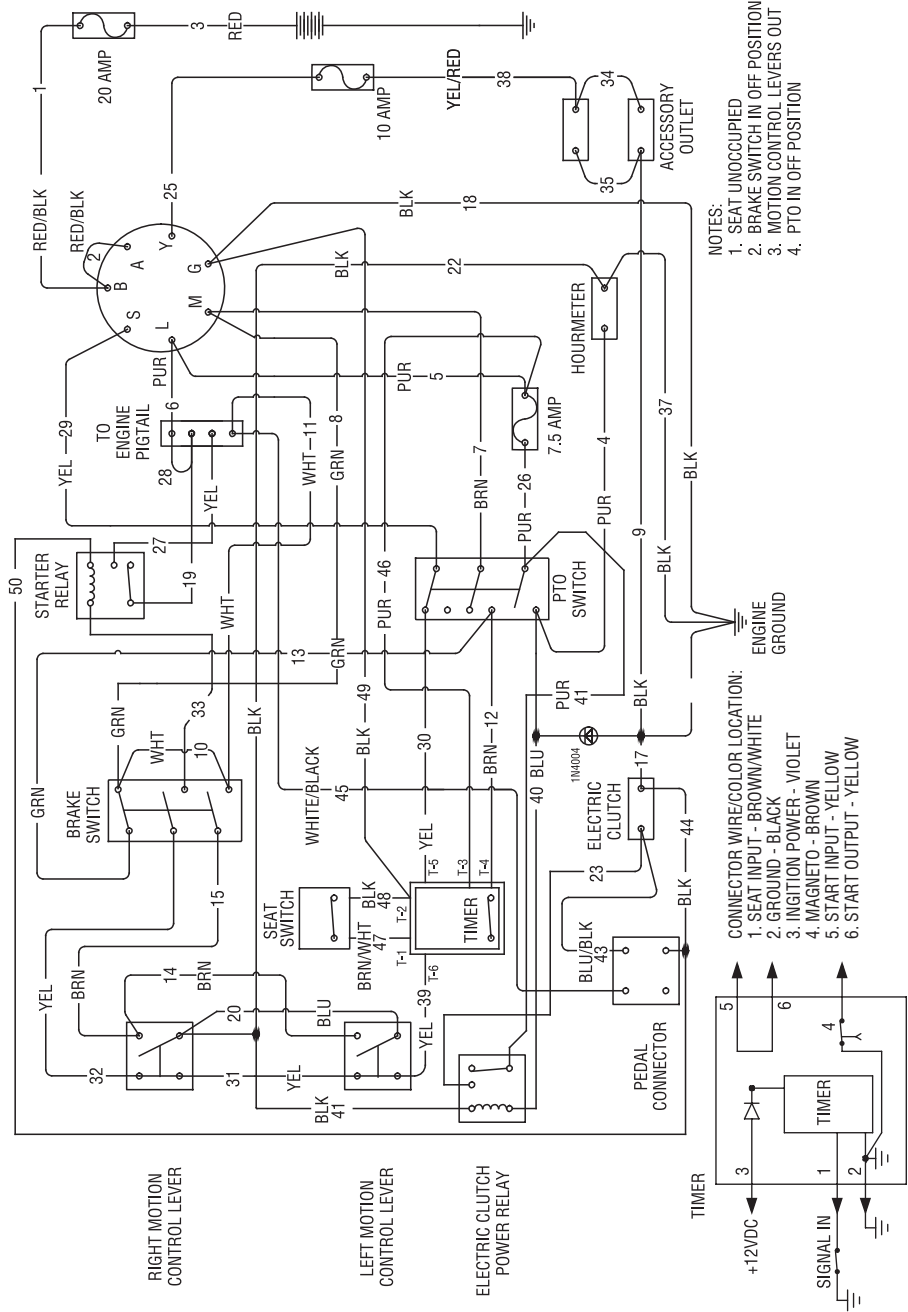 RIGHT MOTION
CONTROL LEVER
LEFT MOTION
CONTROL LEVER
ELECTRIC CLUTCH
POWER RELAY
50
GRN
BRAKE
SWITCH
GRN
WHT
10
33
13
GRN
YEL
32
BRN
15
14
BRN
20
BLU
31
YEL
BLK
41
YEL
39
STARTER
RELAY
27
19
WHT
BLK
28
TO
ENGINE
PIGTAIL
YEL
WHT
11
GRN
8
YEL
29
PUR
6
S
B
A
L
Y
M
G
RED/BLK
2
RED/BLK
1
20 AMP
3
RED
25
10 AMP
YEL/RED
38
34
35
ACCESSORY
OUTLET
BLK
18
BLK
22
HOURMETER
PUR
5
7.5 AMP
BRN
7
PUR
26
PUR
4
BLK
37
9
BLK
PUR
46
BLK
49
WHITE/BLACK
45
YEL
30
BRN
12
PTO
SWITCH
PUR
41
BLU
40
1N4004
BLK
17
ELECTRIC
CLUTCH
23
44
BLK
BLU/BLK
43
PEDAL
CONNECTOR
SEAT
SWITCH
BRN/WHT
47
BLK
48
T-1
T-2
T-5
T-3
T-4
T-6
TIMER
ENGINE
GROUND
NOTES:
1. SEAT UNOCCUPIED
2. BRAKE SWITCH IN OFF POSITION
3. MOTION CONTROL LEVERS OUT
4. PTO IN OFF POSITION
CONNECTOR WIRE/COLOR LOCATION:
1. SEAT INPUT - BROWN/WHITE
2. GROUND - BLACK
3. INGITION POWER - VIOLET
4. MAGNETO - BROWN
5. START INPUT - YELLOW
6. START OUTPUT - YELLOW
TIMER
+12VDC
3
5
6
TIMER
4
SIGNAL IN
1
2